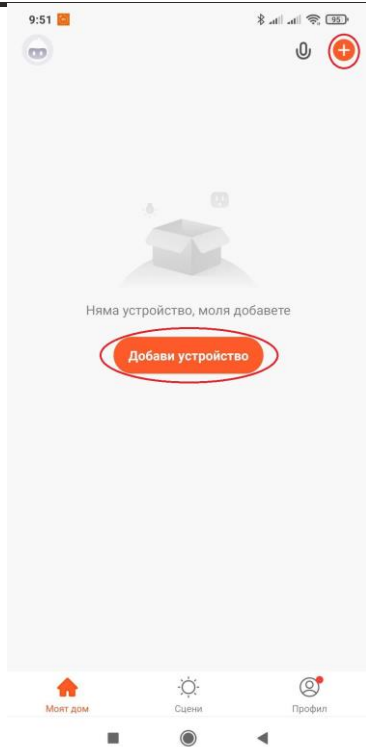 9:51
95
Няма устройство, моля добавете
Добави устройство
Моят дом
Сцени
Профил